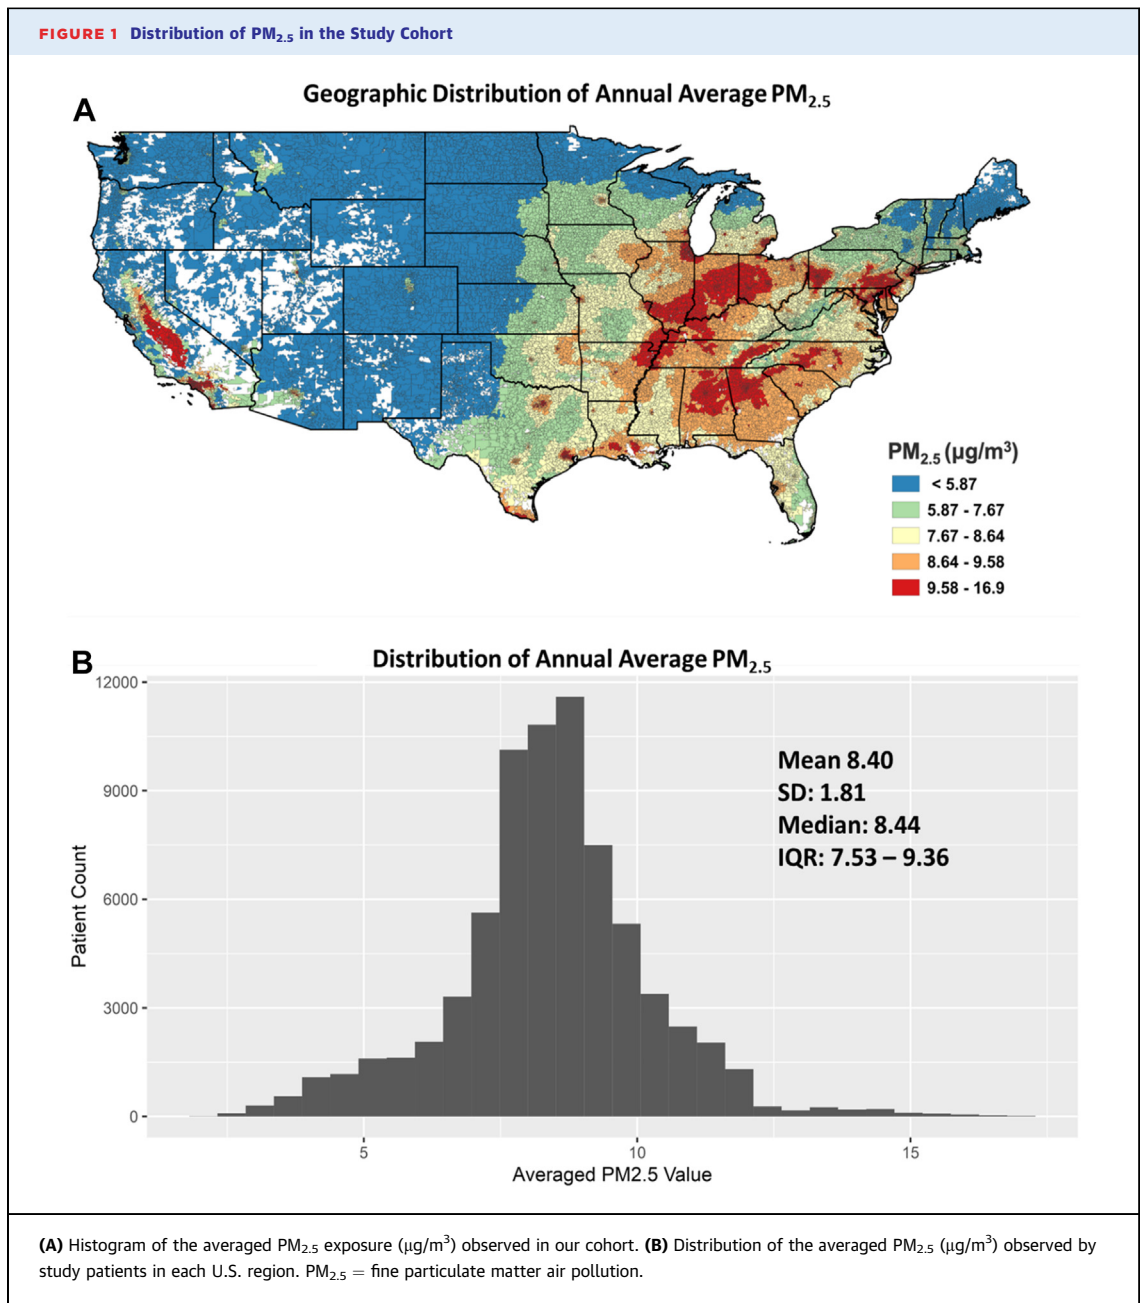 FIGURE 1 Distribution of PM2.5 in the Study Cohort
A
Geographic Distribution of Annual Average PM2.5
PM2.5 (µg/m³)
< 5.87
5.87 - 7.67
7.67 - 8.64
8.64 - 9.58
9.58 - 16.9
B
Distribution of Annual Average PM2.5
12000
9000
6000
3000
0
Patient Count
Mean 8.40
SD: 1.81
Median: 8.44
IQR: 7.53 – 9.36
5 10 15
Averaged PM2.5 Value
(A) Histogram of the averaged PM2.5 exposure (µg/m³) observed in our cohort. (B) Distribution of the averaged PM2.5 (µg/m³) observed by
study patients in each U.S. region. PM2.5 = fine particulate matter air pollution.